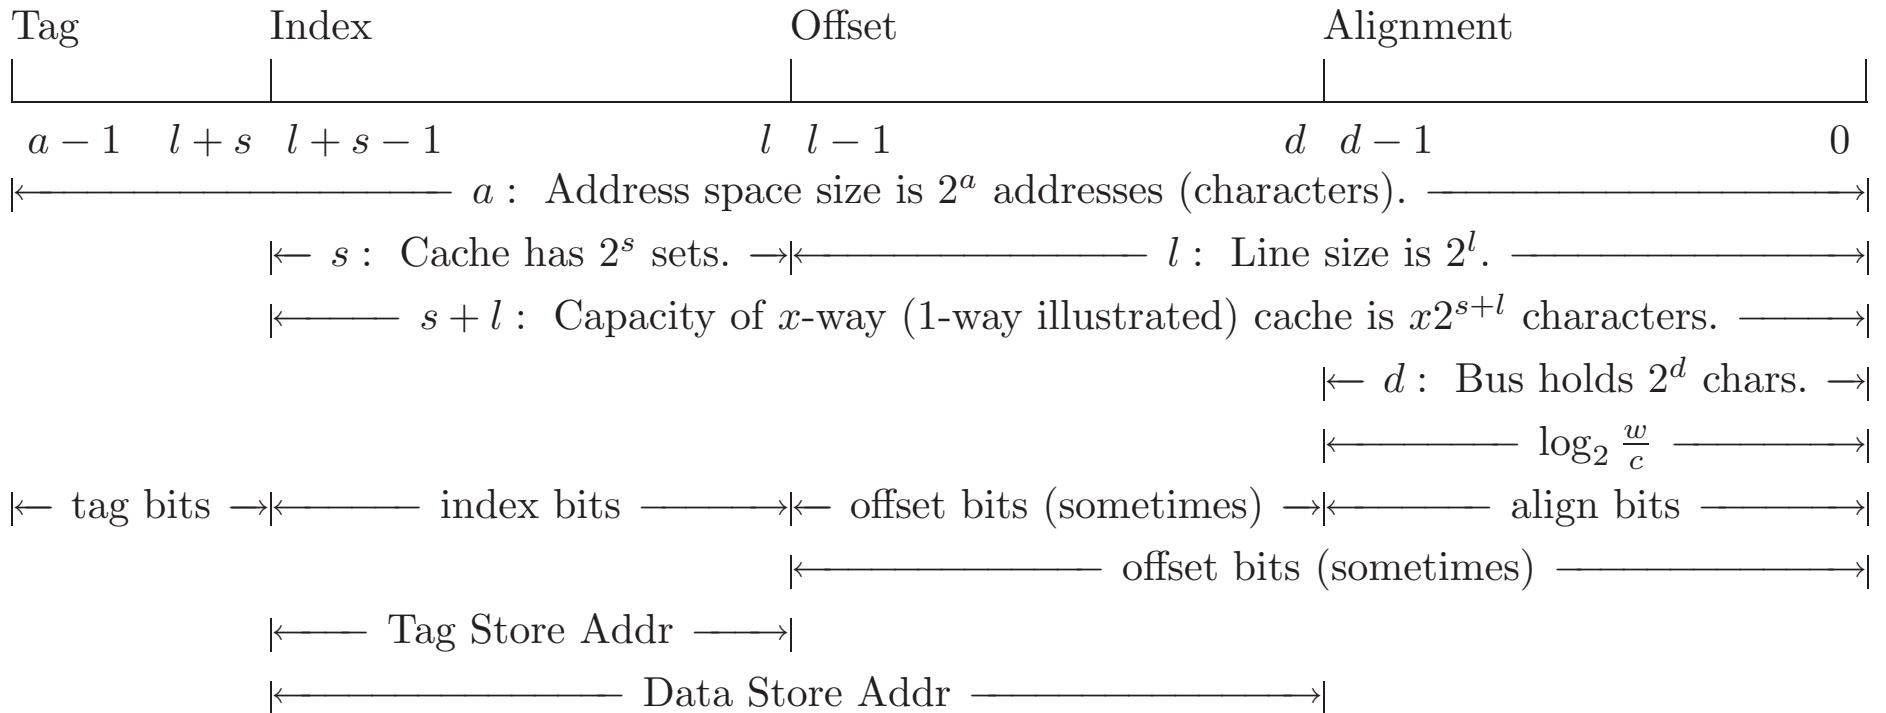 Tag Index Offset Alignment
a − 1 l + s l + s − 1 l l − 1 d d − 1 0
a : Address space size is 2^a addresses (characters).
s : Cache has 2^s sets. l : Line size is 2^l.
s + l : Capacity of x-way (1-way illustrated) cache is x2^{s+l} characters.
d : Bus holds 2^d chars.
log_2 w/c
tag bits index bits offset bits (sometimes) align bits
offset bits (sometimes)
Tag Store Addr
Data Store Addr